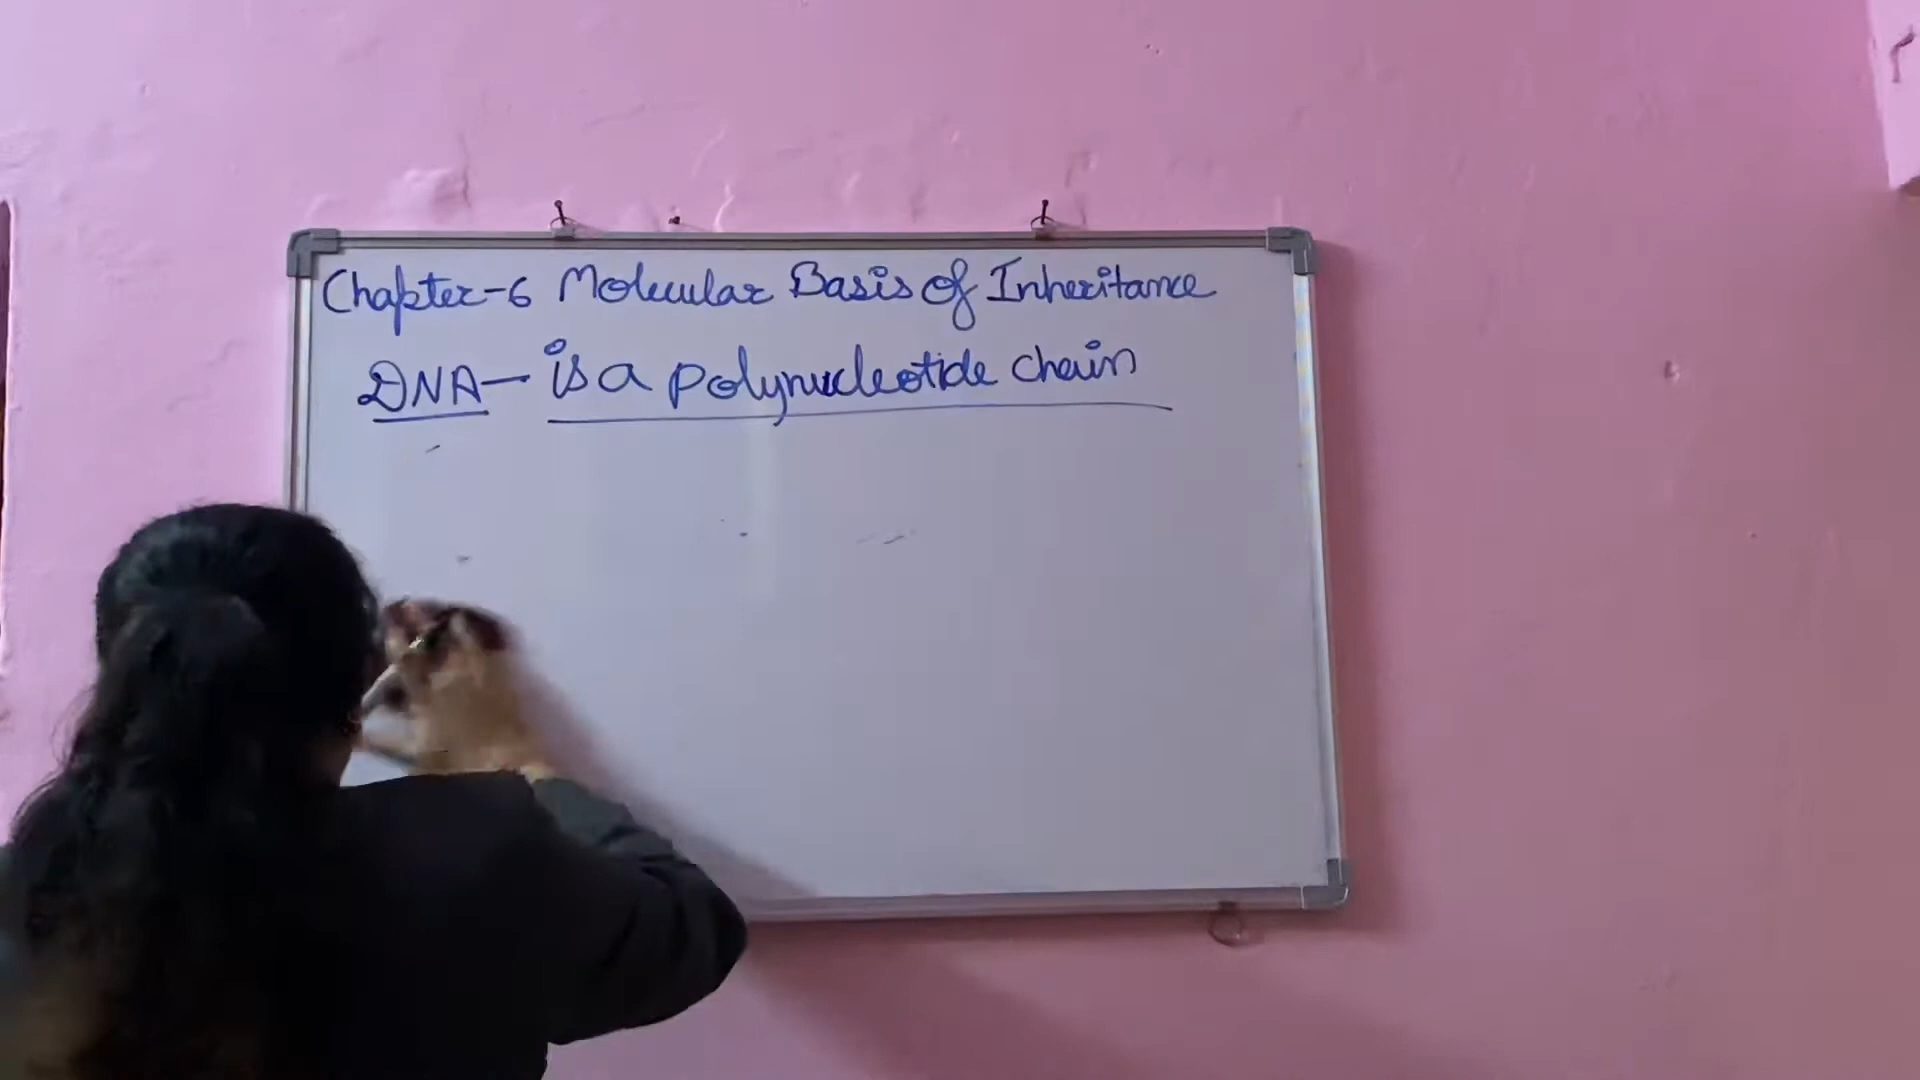 Chapter-6 Molecular Basis of Inheritance
DNA- is a polynucleotide chain